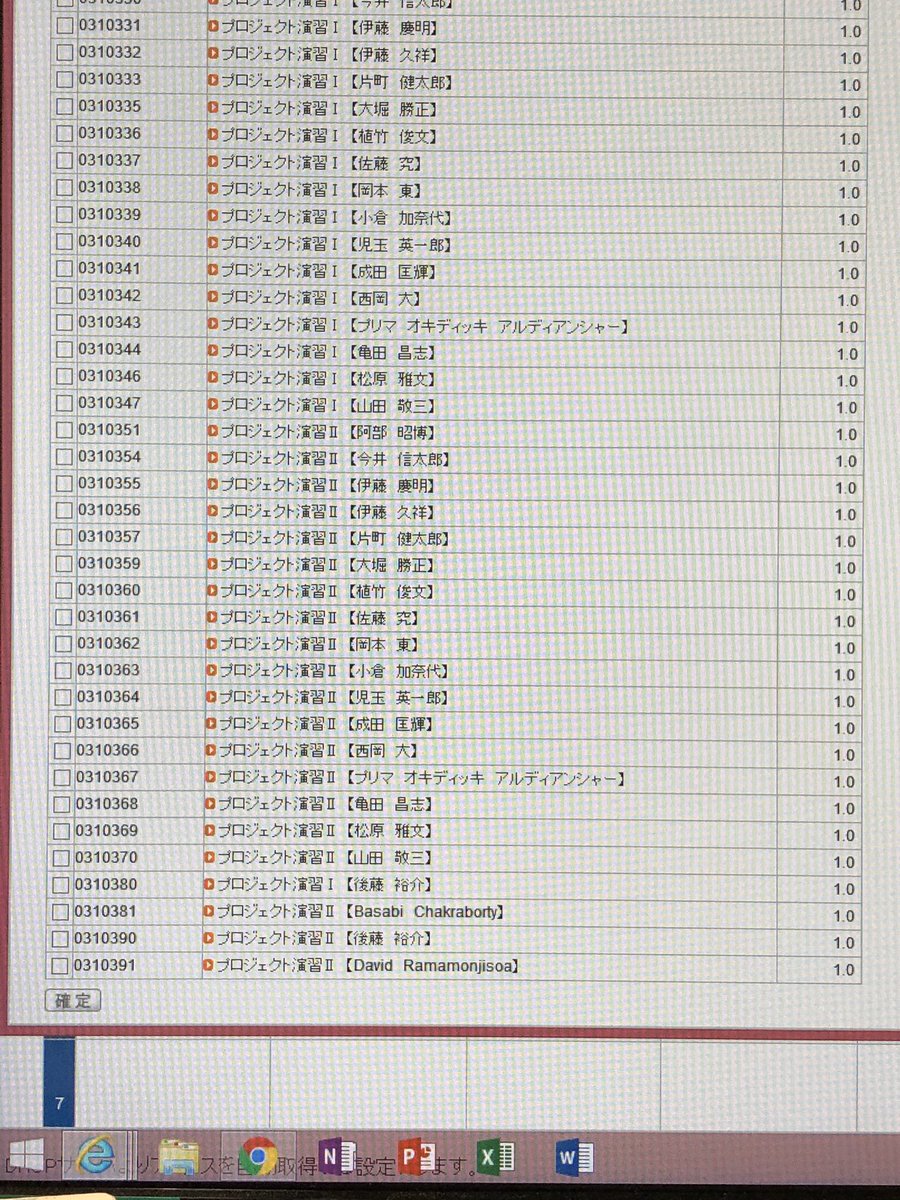 0310330 プロジェクト演習Ⅰ【今井 信太郎】 1.0
0310331 プロジェクト演習Ⅰ【伊藤 慶明】 1.0
0310332 プロジェクト演習Ⅰ【伊藤 久祥】 1.0
0310333 プロジェクト演習Ⅰ【片町 健太郎】 1.0
0310335 プロジェクト演習Ⅰ【大堀 勝正】 1.0
0310336 プロジェクト演習Ⅰ【植竹 俊文】 1.0
0310337 プロジェクト演習Ⅰ【佐藤 究】 1.0
0310338 プロジェクト演習Ⅰ【岡本 東】 1.0
0310339 プロジェクト演習Ⅰ【小倉 加奈代】 1.0
0310340 プロジェクト演習Ⅰ【児玉 英一郎】 1.0
0310341 プロジェクト演習Ⅰ【成田 匡輝】 1.0
0310342 プロジェクト演習Ⅰ【西岡 大】 1.0
0310343 プロジェクト演習Ⅰ【プリマ オキディッキ アルディアンシャー】 1.0
0310344 プロジェクト演習Ⅰ【亀田 昌志】 1.0
0310346 プロジェクト演習Ⅰ【松原 雅文】 1.0
0310347 プロジェクト演習Ⅰ【山田 敬三】 1.0
0310351 プロジェクト演習Ⅱ【阿部 昭博】 1.0
0310354 プロジェクト演習Ⅱ【今井 信太郎】 1.0
0310355 プロジェクト演習Ⅱ【伊藤 慶明】 1.0
0310356 プロジェクト演習Ⅱ【伊藤 久祥】 1.0
0310357 プロジェクト演習Ⅱ【片町 健太郎】 1.0
0310359 プロジェクト演習Ⅱ【大堀 勝正】 1.0
0310360 プロジェクト演習Ⅱ【植竹 俊文】 1.0
0310361 プロジェクト演習Ⅱ【佐藤 究】 1.0
0310362 プロジェクト演習Ⅱ【岡本 東】 1.0
0310363 プロジェクト演習Ⅱ【小倉 加奈代】 1.0
0310364 プロジェクト演習Ⅱ【児玉 英一郎】 1.0
0310365 プロジェクト演習Ⅱ【成田 匡輝】 1.0
0310366 プロジェクト演習Ⅱ【西岡 大】 1.0
0310367 プロジェクト演習Ⅱ【プリマ オキディッキ アルディアンシャー】 1.0
0310368 プロジェクト演習Ⅱ【亀田 昌志】 1.0
0310369 プロジェクト演習Ⅱ【松原 雅文】 1.0
0310370 プロジェクト演習Ⅱ【山田 敬三】 1.0
0310380 プロジェクト演習Ⅰ【後藤 裕介】 1.0
0310381 プロジェクト演習Ⅱ【Basabi Chakraborty】 1.0
0310390 プロジェクト演習Ⅱ【後藤 裕介】 1.0
0310391 プロジェクト演習Ⅱ【David Ramamonjisoa】 1.0
確定
7